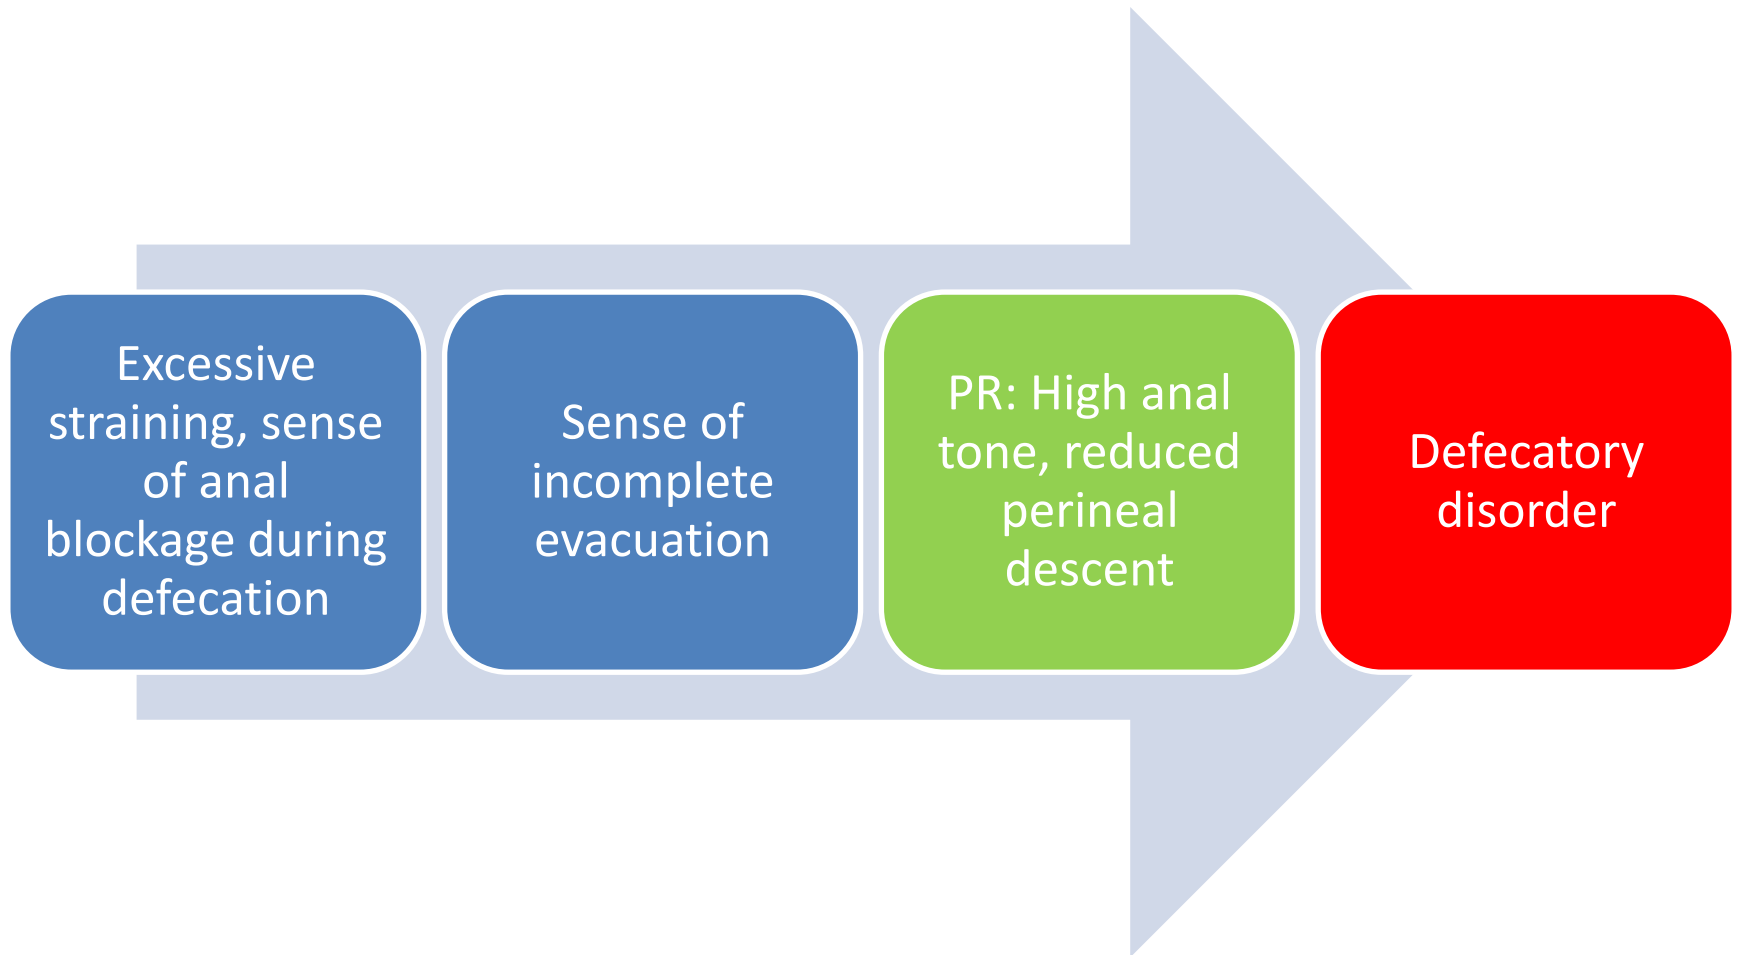 Excessive
straining, sense
of anal
blockage during
defecation
Sense of
incomplete
evacuation
PR: High anal
tone, reduced
perineal
descent
Defecatory
disorder